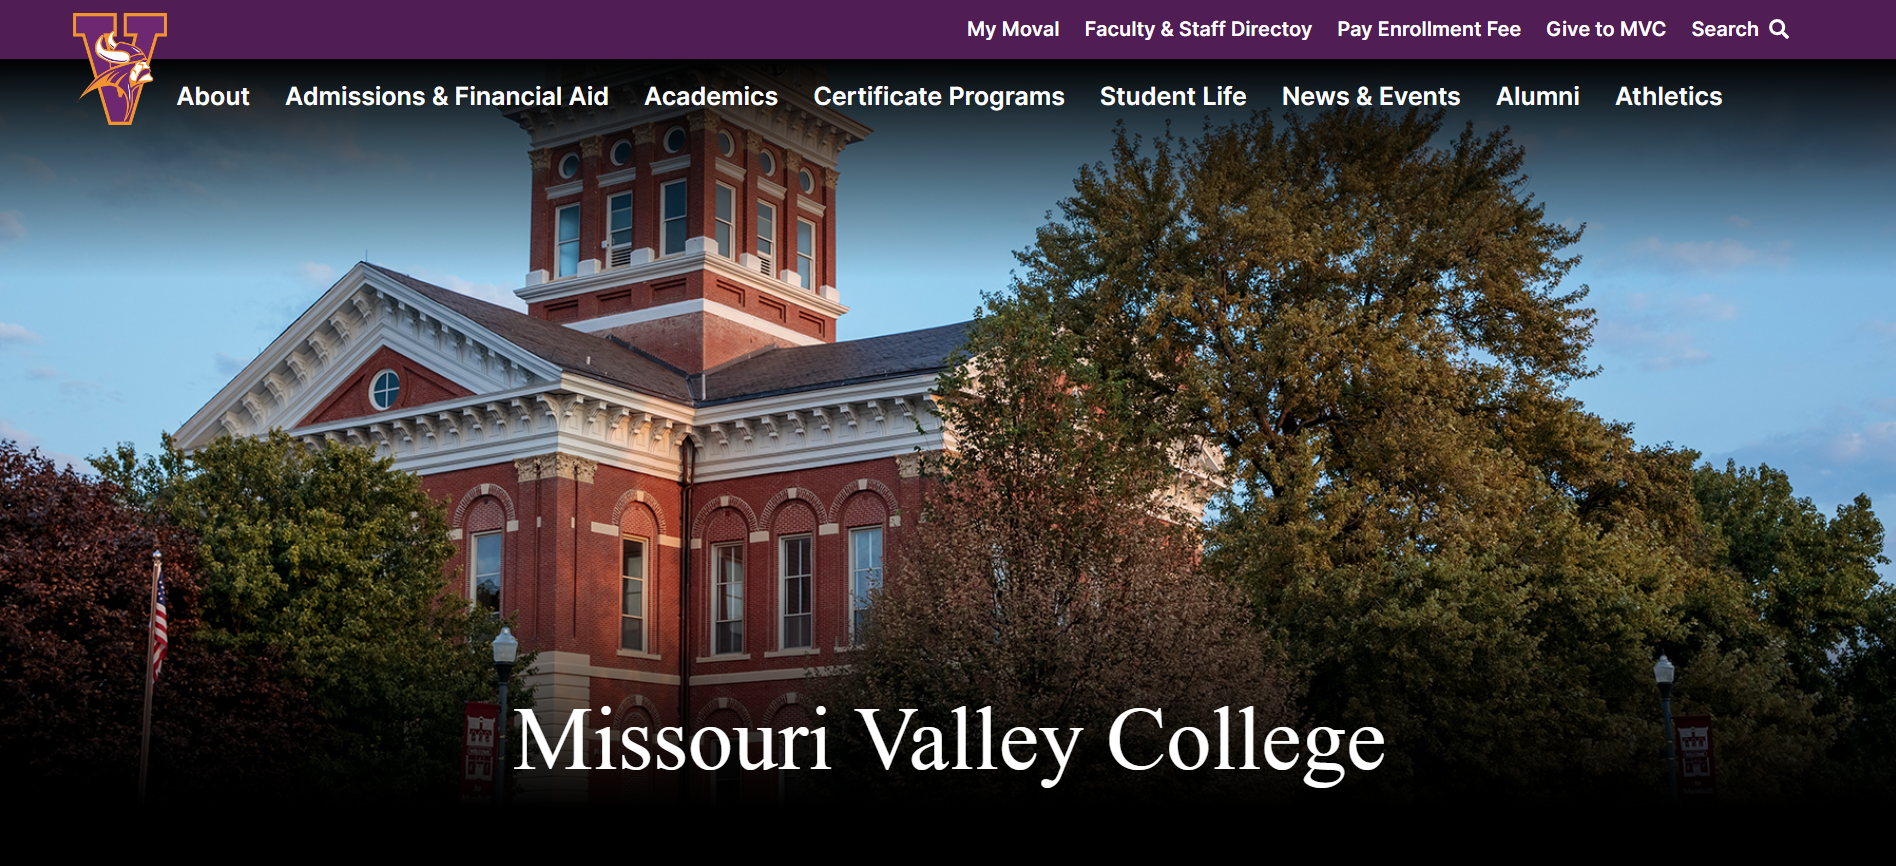 My Moval Faculty & Staff Directoy Pay Enrollment Fee Give to MVC Search
V
About Admissions & Financial Aid Academics Certificate Programs Student Life News & Events Alumni Athletics
Missouri Valley College